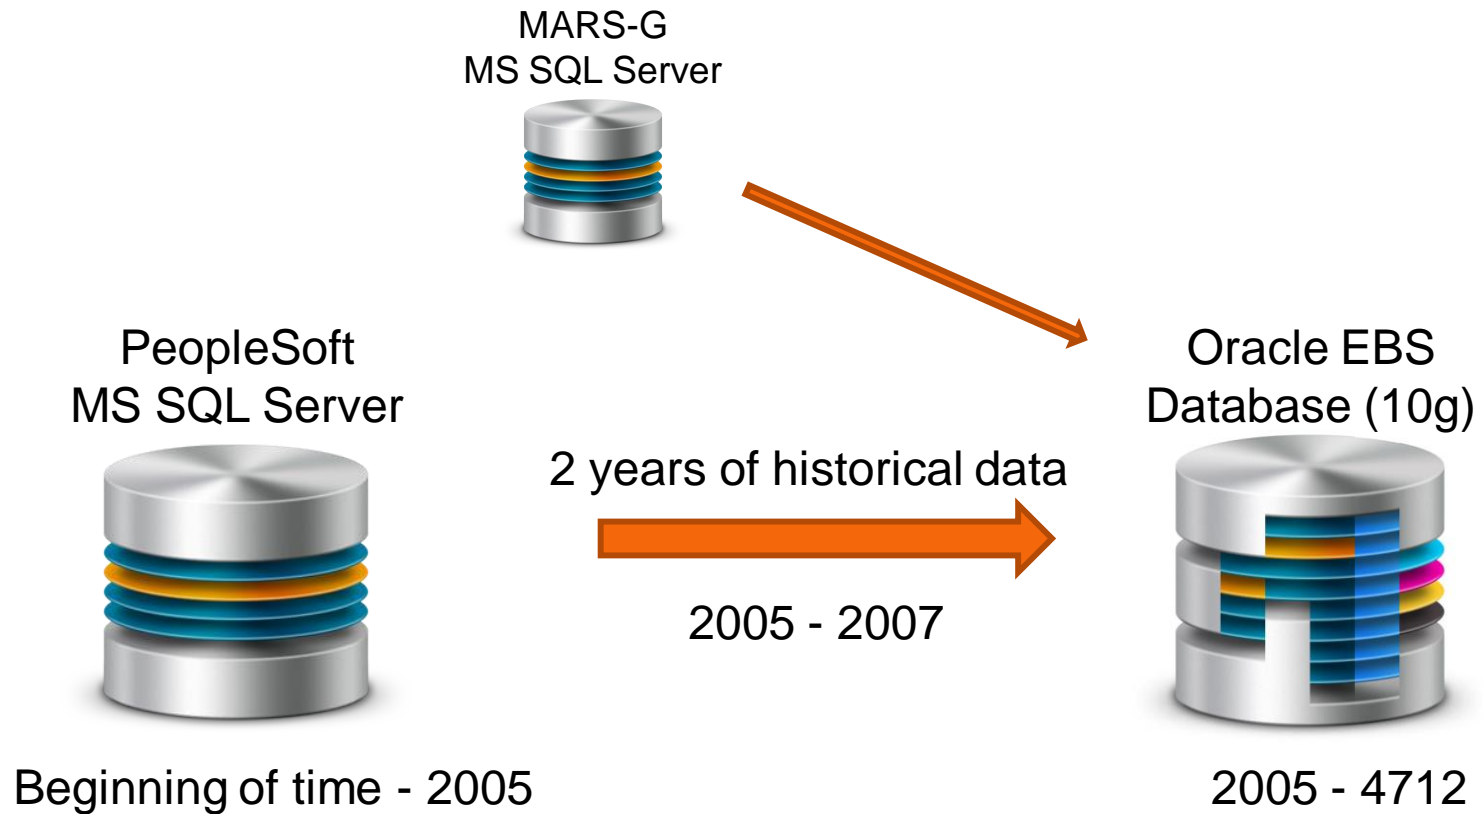 MARS-G
MS SQL Server
PeopleSoft
MS SQL Server
Oracle EBS
Database (10g)
2 years of historical data
2005 - 2007
Beginning of time - 2005
2005 - 4712